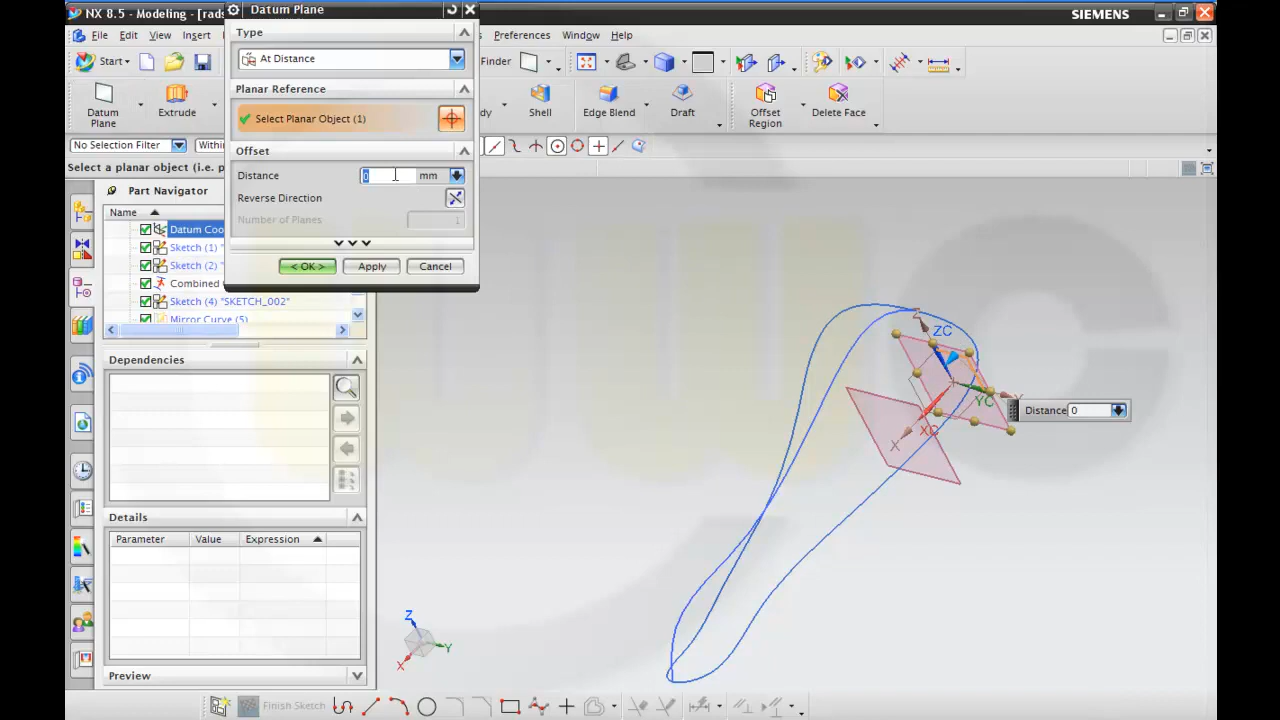 NX 8.5 - Modeling - [rads
SIEMENS
Datum Plane
File Edit View Insert
Preferences Window Help
Type
At Distance
Start
Finder
Planar Reference
Select Planar Object (1)
Datum Plane
Extrude
Shell
Edge Blend
Draft
Offset Region
Delete Face
Offset
No Selection Filter
Within
Select a planar object (i.e. p
Distance
0
mm
Reverse Direction
Number of Planes
1
< OK >
Apply
Cancel
Part Navigator
Name
Datum Coo
Sketch (1) "
Sketch (2) "
Combined
Sketch (4) "SKETCH_002"
Mirror Curve (5)
Dependencies
Details
Parameter Value Expression
Preview
Z
ZC
YC
XC
X
Y
Distance 0
Z
Y
X
Finish Sketch